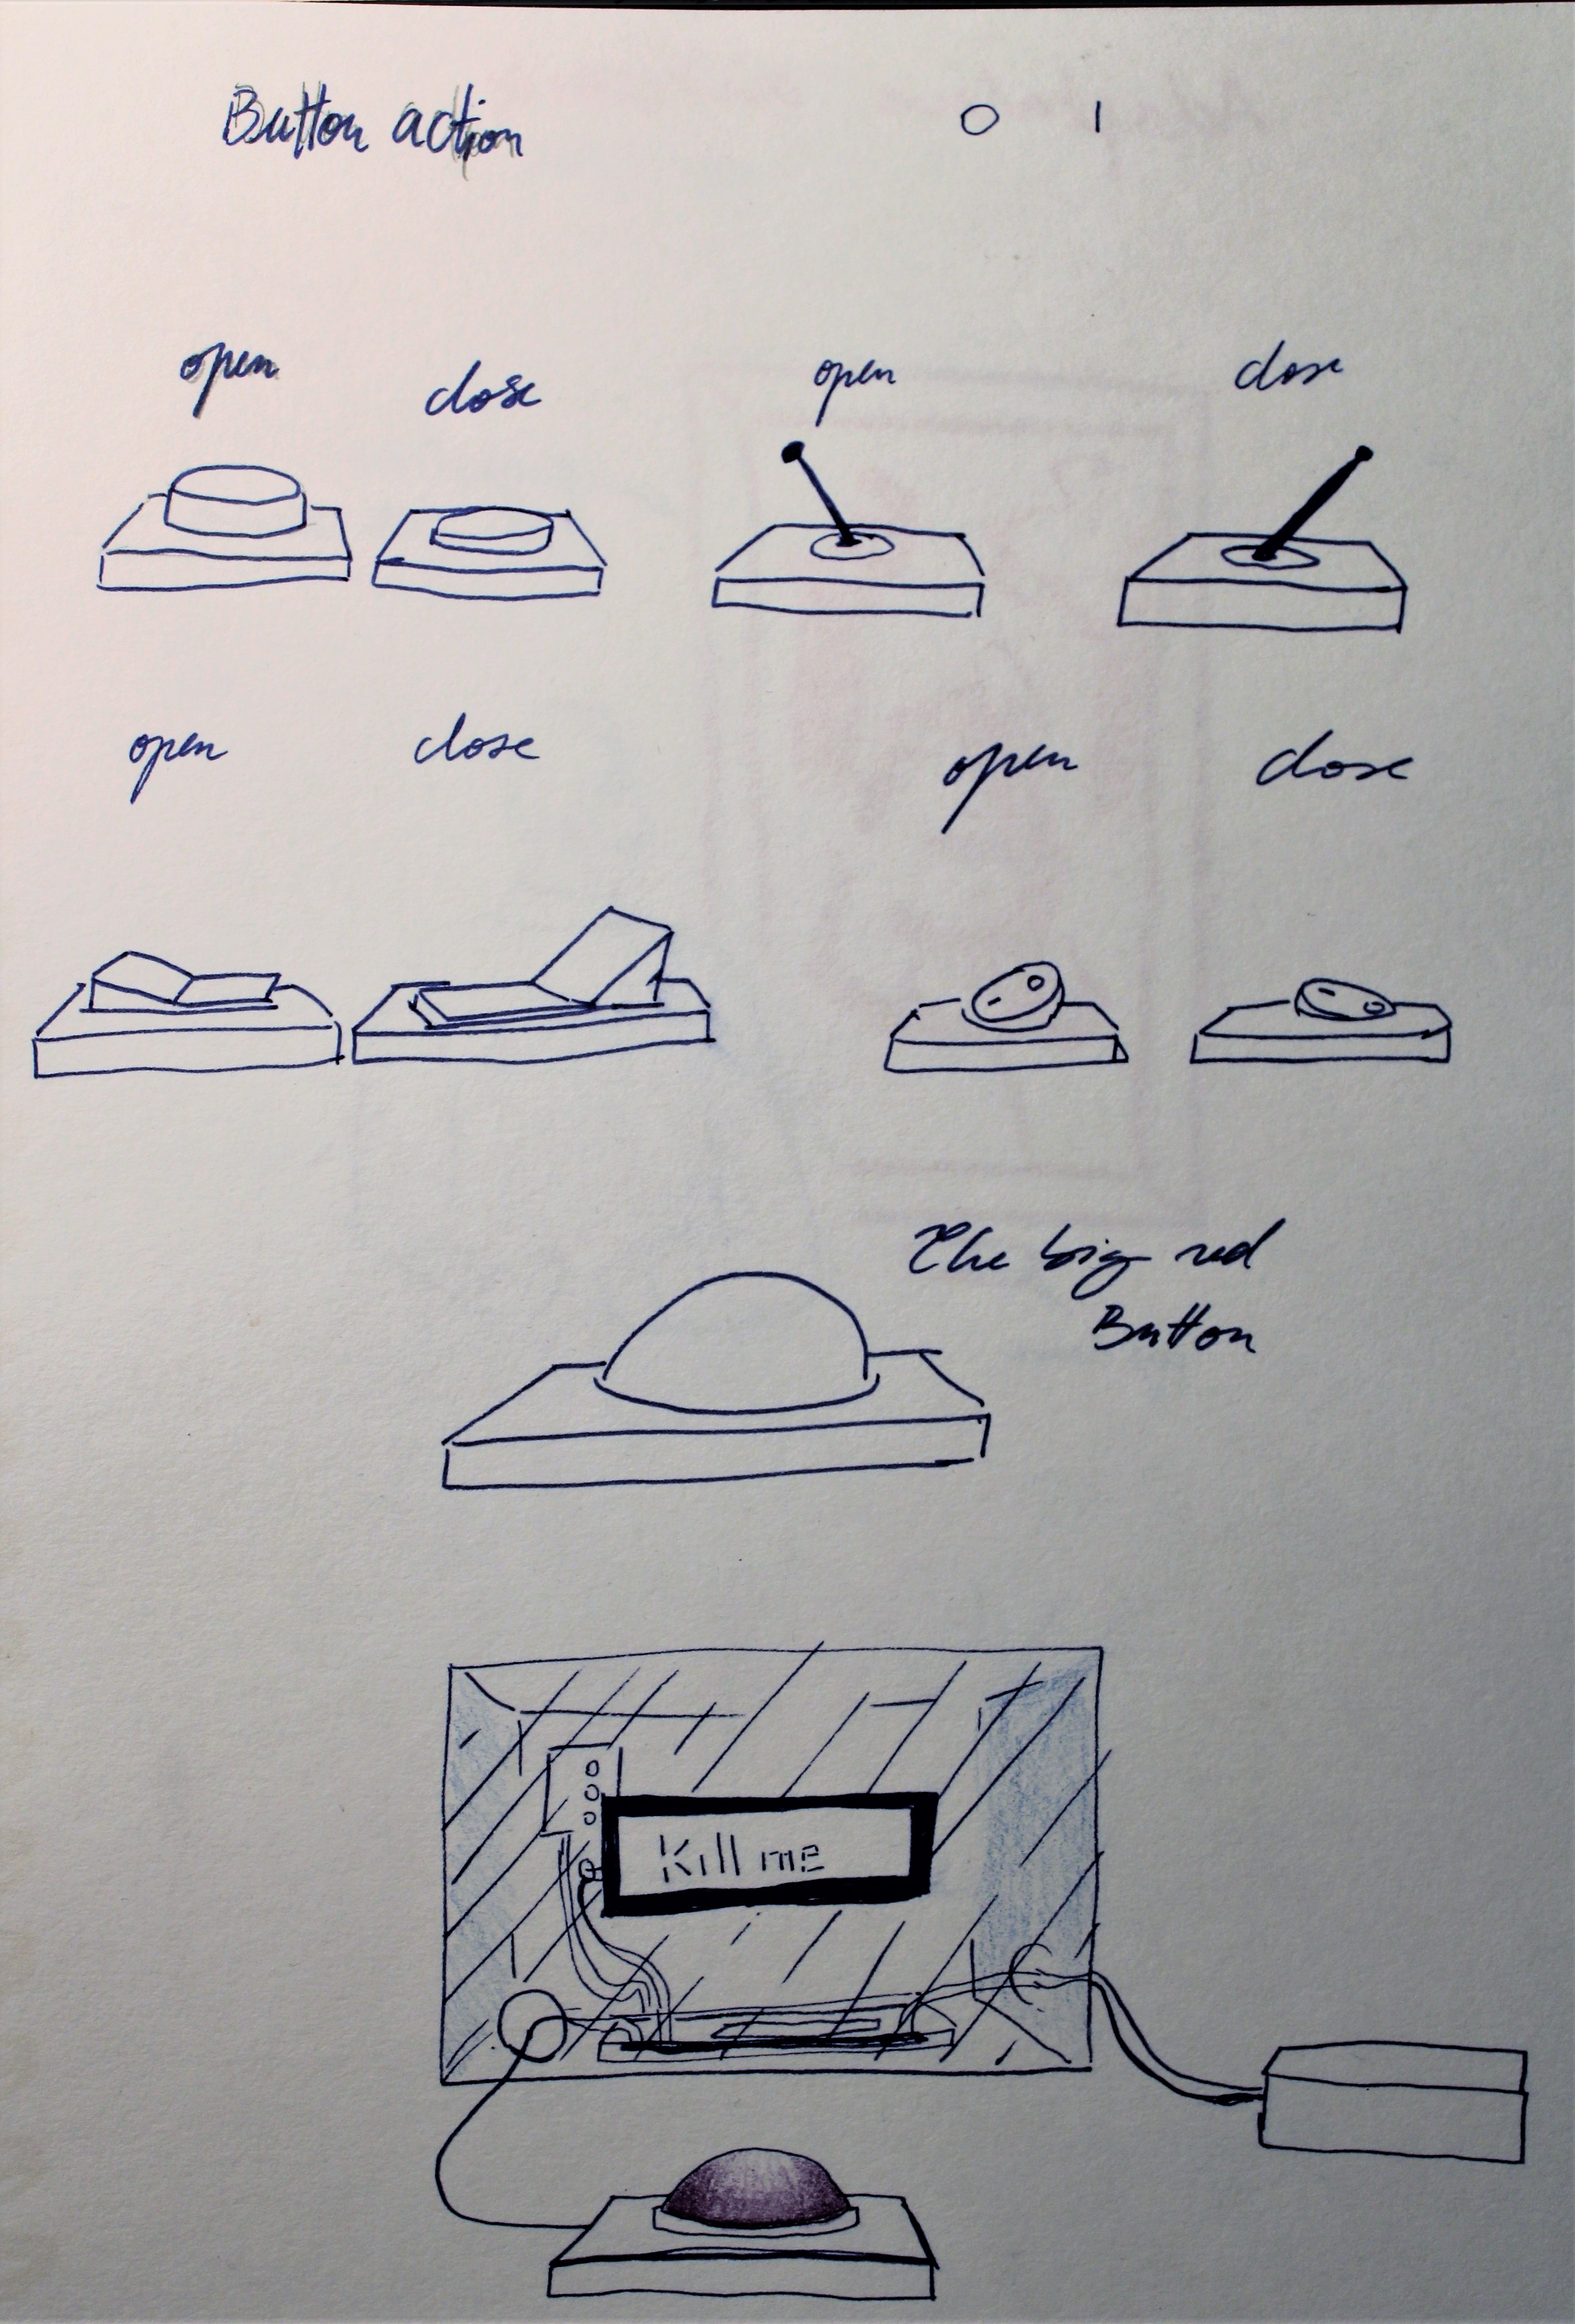 Button action
O I
open close open close
open close open close
The big red
Button
Kill me